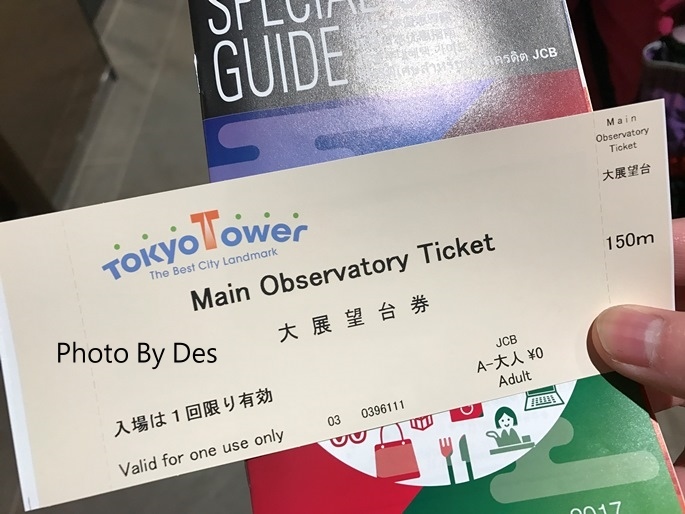 GUIDE
JCB
Main
Observatory
Ticket
大展望台
150m
TOKYO TOWER
The Best City Landmark
Main Observatory Ticket
大展望台券
Photo By Des
JCB
A-大人 ¥0
Adult
入場は1回限り有効
03 0396111
Valid for one use only
2017